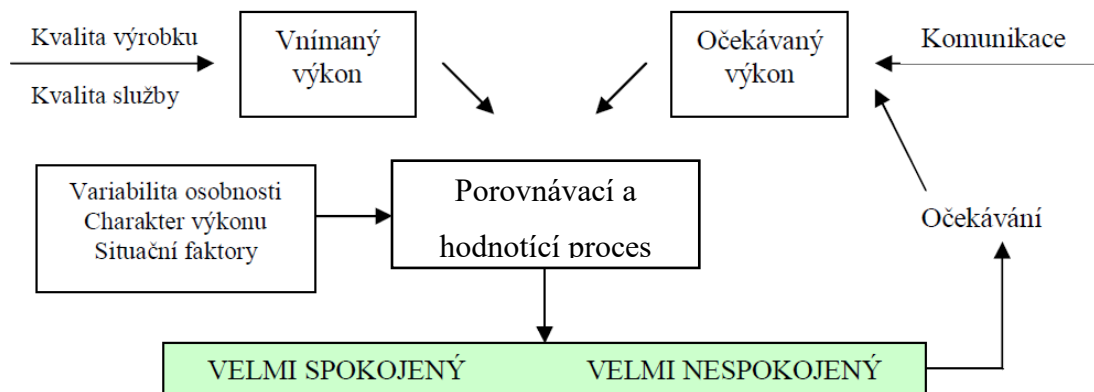 Kvalita výrobku
Kvalita služby
Vnímaný
výkon
Očekávaný
výkon
Komunikace
Variabilita osobnosti
Charakter výkonu
Situační faktory
Porovnávací a
hodnotící proces
Očekávání
VELMI SPOKOJENÝ VELMI NESPOKOJENÝ